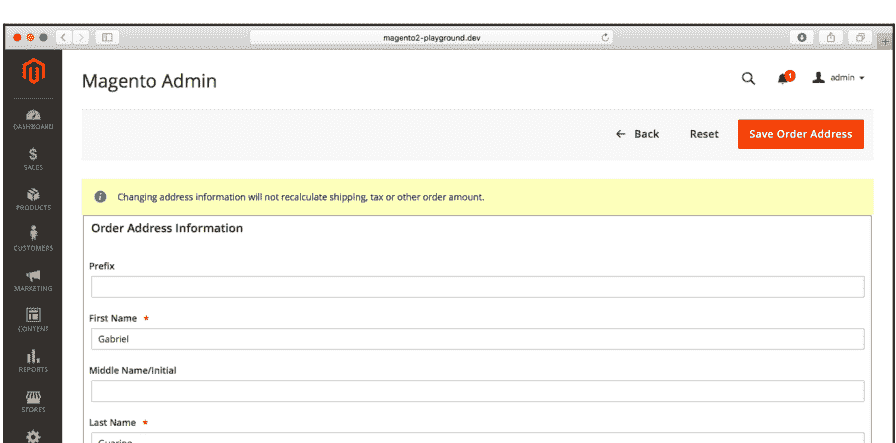 magento2-playground.dev
Magento Admin
1
admin
DASHBOARD
← Back
Reset
Save Order Address
SALES
Changing address information will not recalculate shipping, tax or other order amount.
PRODUCTS
Order Address Information
CUSTOMERS
Prefix
MARKETING
First Name *
CONTENT
Gabriel
REPORTS
Middle Name/Initial
STORES
Last Name *